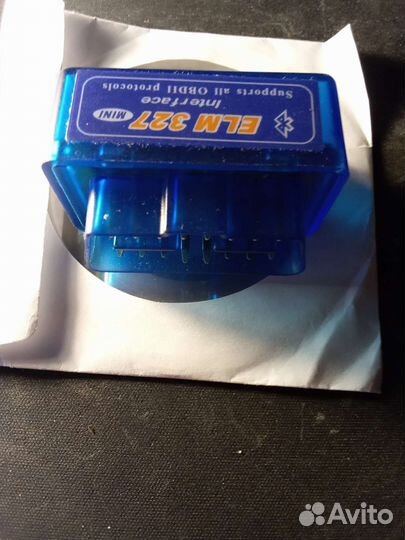 Supports all OBDII protocols
Interface
ELM 327
MINI
Avito